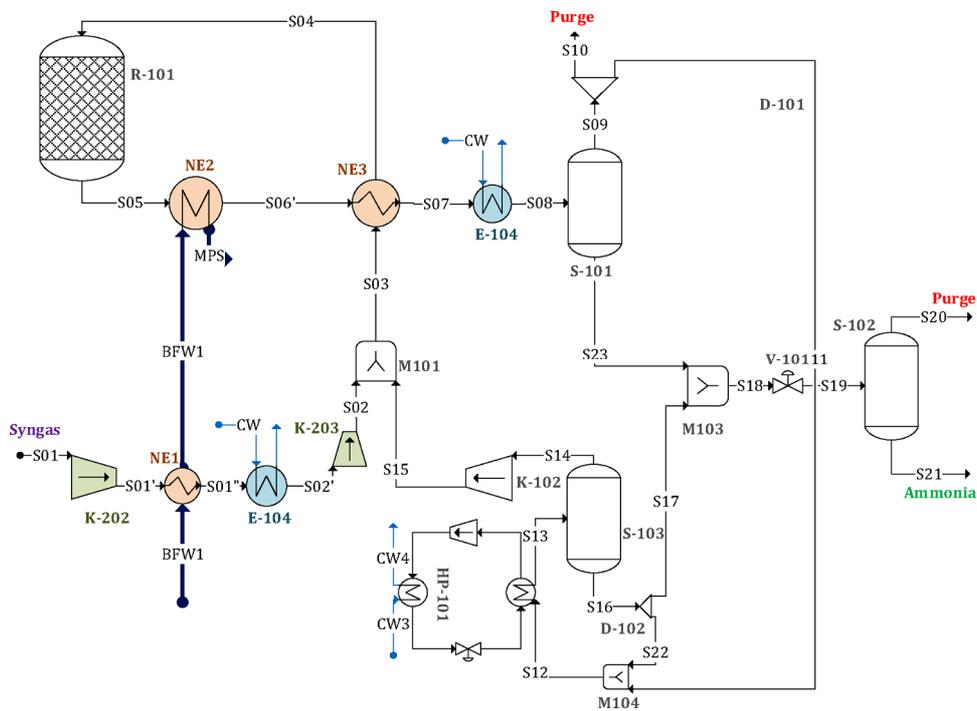 S04
Purge
S10
R-101
D-101
S09
CW
NE2
NE3
S05
S06'
S07
S08
E-104
MPS
S-101
S03
Purge
S20
S-102
BFW1
S23
V-10111
M101
S18
S19
S02
M103
K-203
Syngas
CW
S01
NE1
S01'
S01"
S02'
S15
S14
K-102
S21
Ammonia
K-202
E-104
S17
S13
S-103
BFW1
CW4
HP-101
CW3
S16
D-102
S22
S12
M104